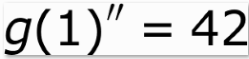 g(1)″ = 42